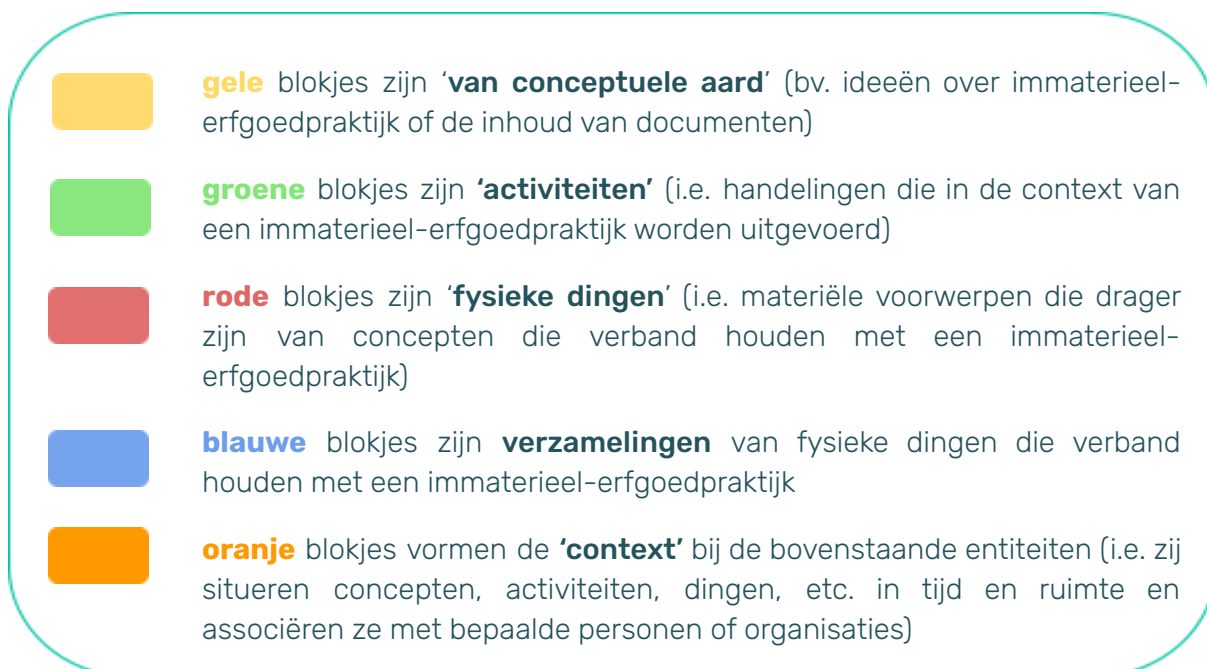 gele blokjes zijn ‘van conceptuele aard’ (bv. ideeën over immaterieel-
erfgoedpraktijk of de inhoud van documenten)
groene blokjes zijn ‘activiteiten’ (i.e. handelingen die in de context van
een immaterieel-erfgoedpraktijk worden uitgevoerd)
rode blokjes zijn ‘fysieke dingen’ (i.e. materiële voorwerpen die drager
zijn van concepten die verband houden met een immaterieel-
erfgoedpraktijk)
blauwe blokjes zijn verzamelingen van fysieke dingen die verband
houden met een immaterieel-erfgoedpraktijk
oranje blokjes vormen de ‘context’ bij de bovenstaande entiteiten (i.e. zij
situeren concepten, activiteiten, dingen, etc. in tijd en ruimte en
associëren ze met bepaalde personen of organisaties)